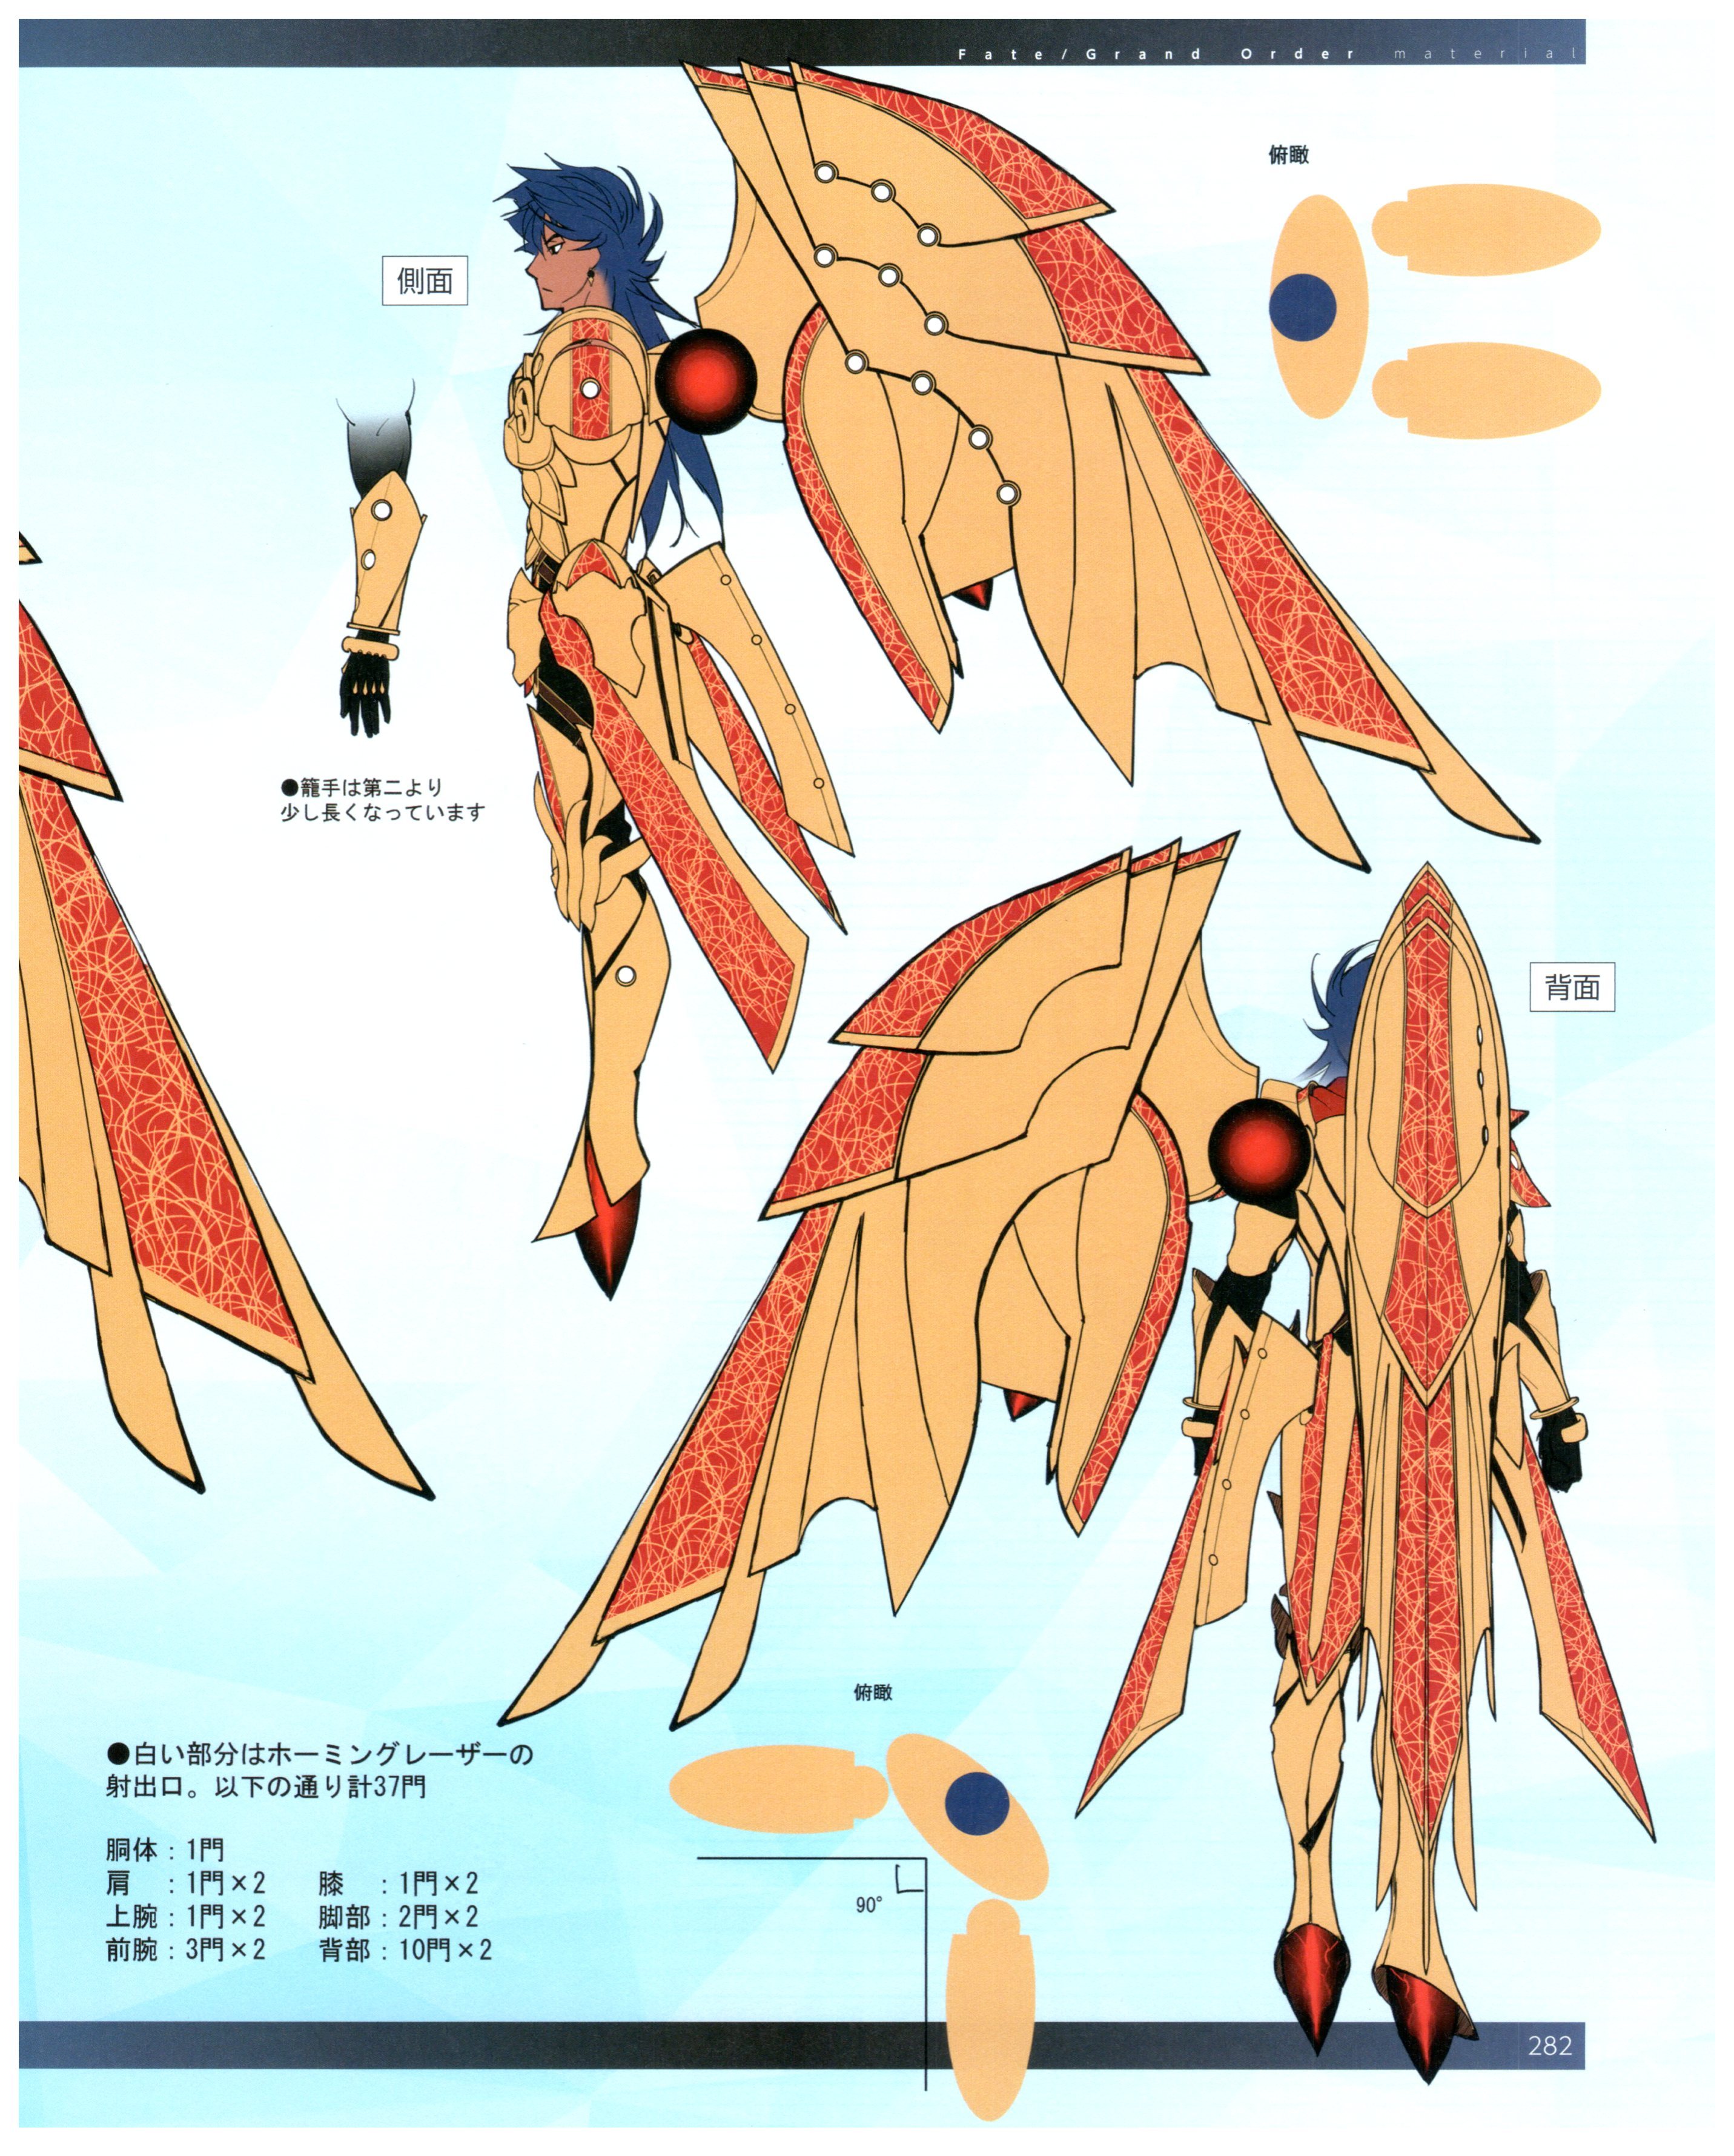 Fate/Grand Order material
俯瞰
側面
●籠手は第二より
少し長くなっています
背面
俯瞰
●白い部分はホーミングレーザーの
射出口。以下の通り計37門
胴体：1門
肩　：1門×2　膝　：1門×2
上腕：1門×2　脚部：2門×2
前腕：3門×2　背部：10門×2
90°
282